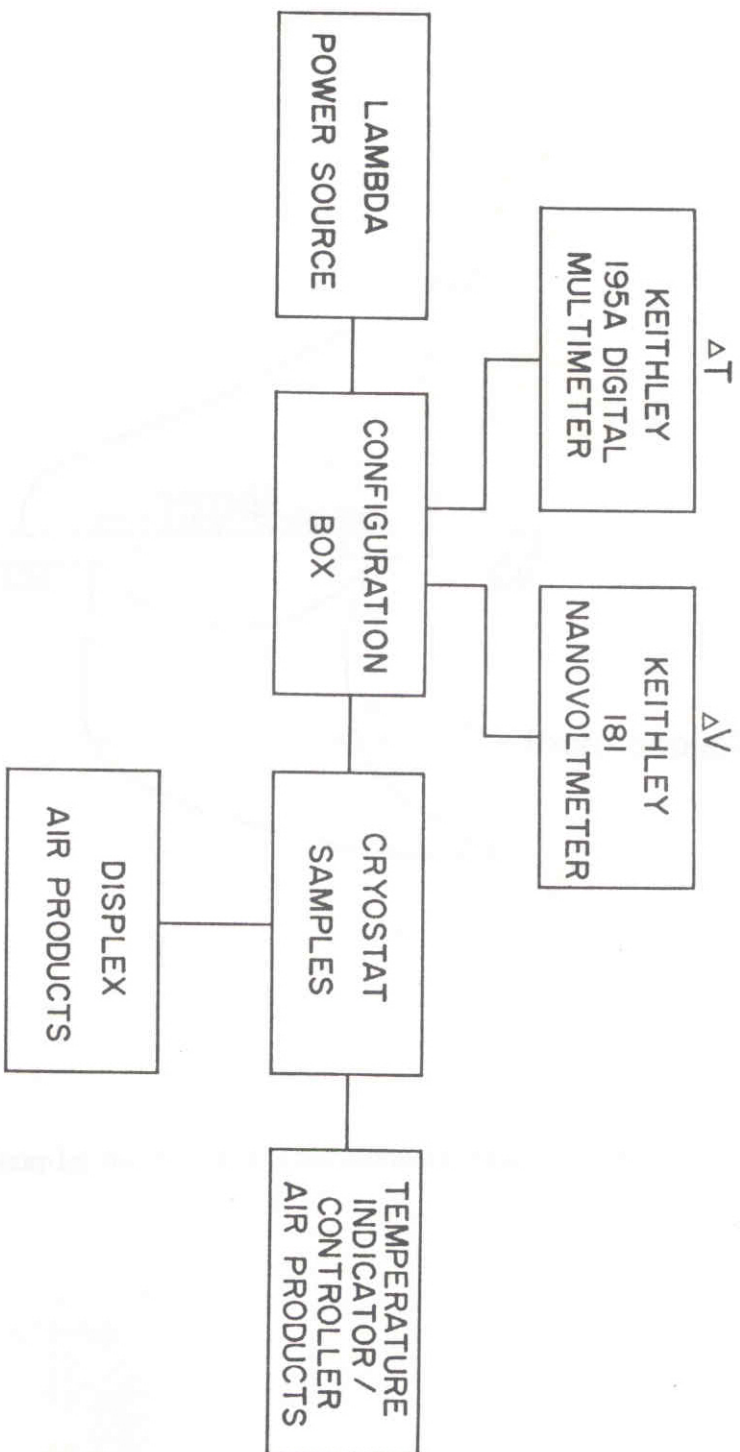 ΔT
KEITHLEY
195A DIGITAL
MULTIMETER
ΔV
KEITHLEY
181
NANOVOLTMETER
LAMBDA
POWER SOURCE
CONFIGURATION
BOX
CRYOSTAT
SAMPLES
TEMPERATURE
INDICATOR /
CONTROLLER
AIR PRODUCTS
DISPLEX
AIR PRODUCTS